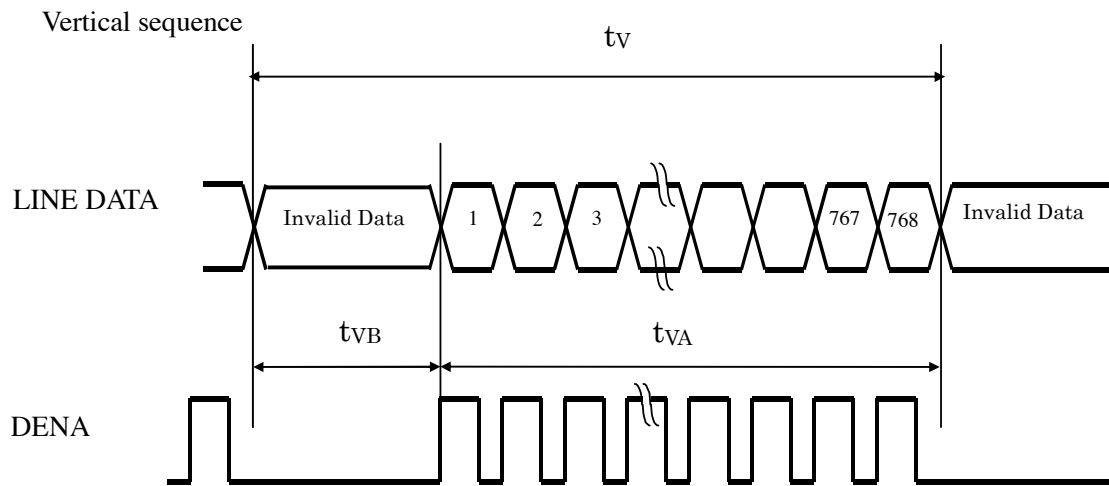 Vertical sequence
tV
LINE DATA
Invalid Data
1
2
3
767
768
Invalid Data
tVB
tVA
DENA